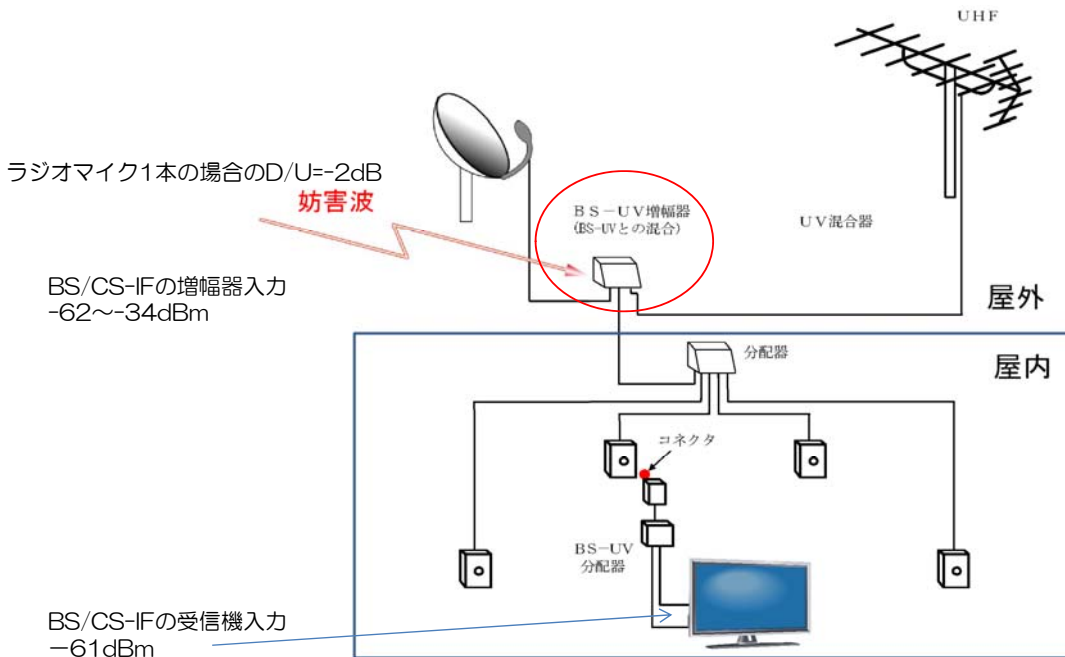 UHF
ラジオマイク1本の場合のD/U=-2dB
妨害波
BS－UV増幅器
(BS-UVとの混合)
UV混合器
BS/CS-IFの増幅器入力
-62～-34dBm
屋外
分配器
屋内
コネクタ
BS－UV
分配器
BS/CS-IFの受信機入力
－61dBm